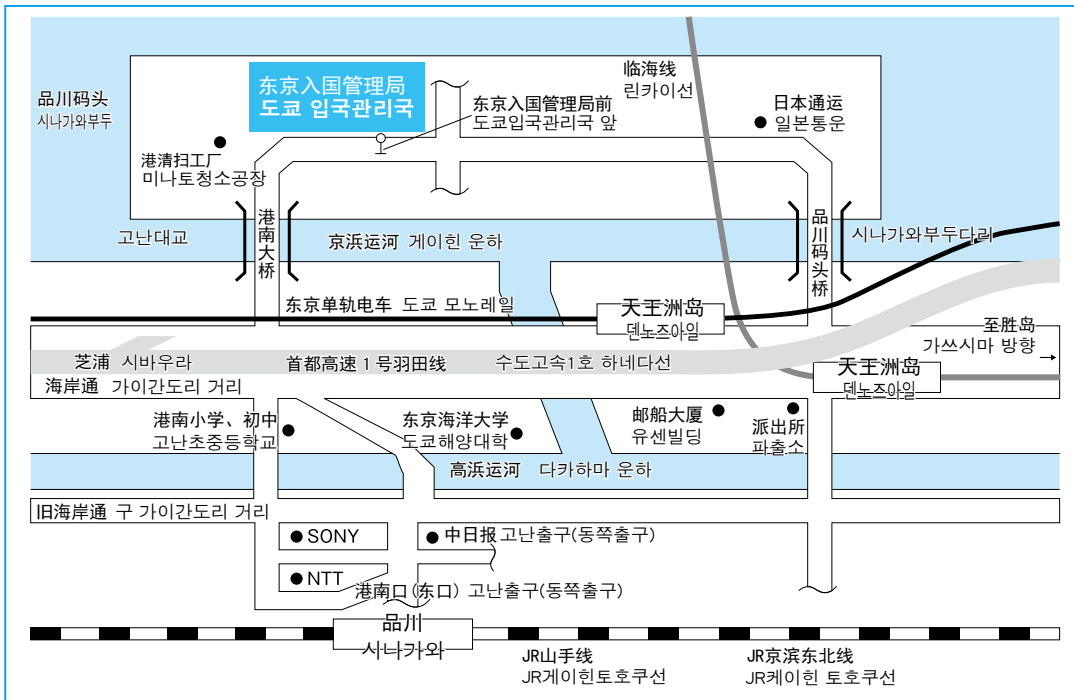 东京入国管理局
도쿄 입국관리국
临海线
린카이선
品川码头
시나가와부두
东京入国管理局前
도쿄입국관리국 앞
日本通运
일본통운
港清扫工厂
미나토청소공장
고난대교
港南大桥
京浜运河 게이힌 운하
品川码头桥
시나가와부두다리
东京单轨电车 도쿄 모노레일
天王洲岛
덴노즈아일
至胜岛
가쓰시마 방향
芝浦 시바우라
首都高速1号羽田线
수도고속1호 하네다선
天王洲岛
덴노즈아일
海岸通 가이간도리 거리
港南小学、初中
고난초중등학교
东京海洋大学
도쿄해양대학
邮船大厦
유센빌딩
派出所
파출소
高浜运河 다카하마 운하
旧海岸通 구 가이간도리 거리
SONY
中日报 고난출구(동쪽출구)
NTT
港南口(东口) 고난출구(동쪽출구)
品川
시나가와
JR山手线
JR게이힌토호쿠선
JR京滨东北线
JR케이힌 토호쿠선